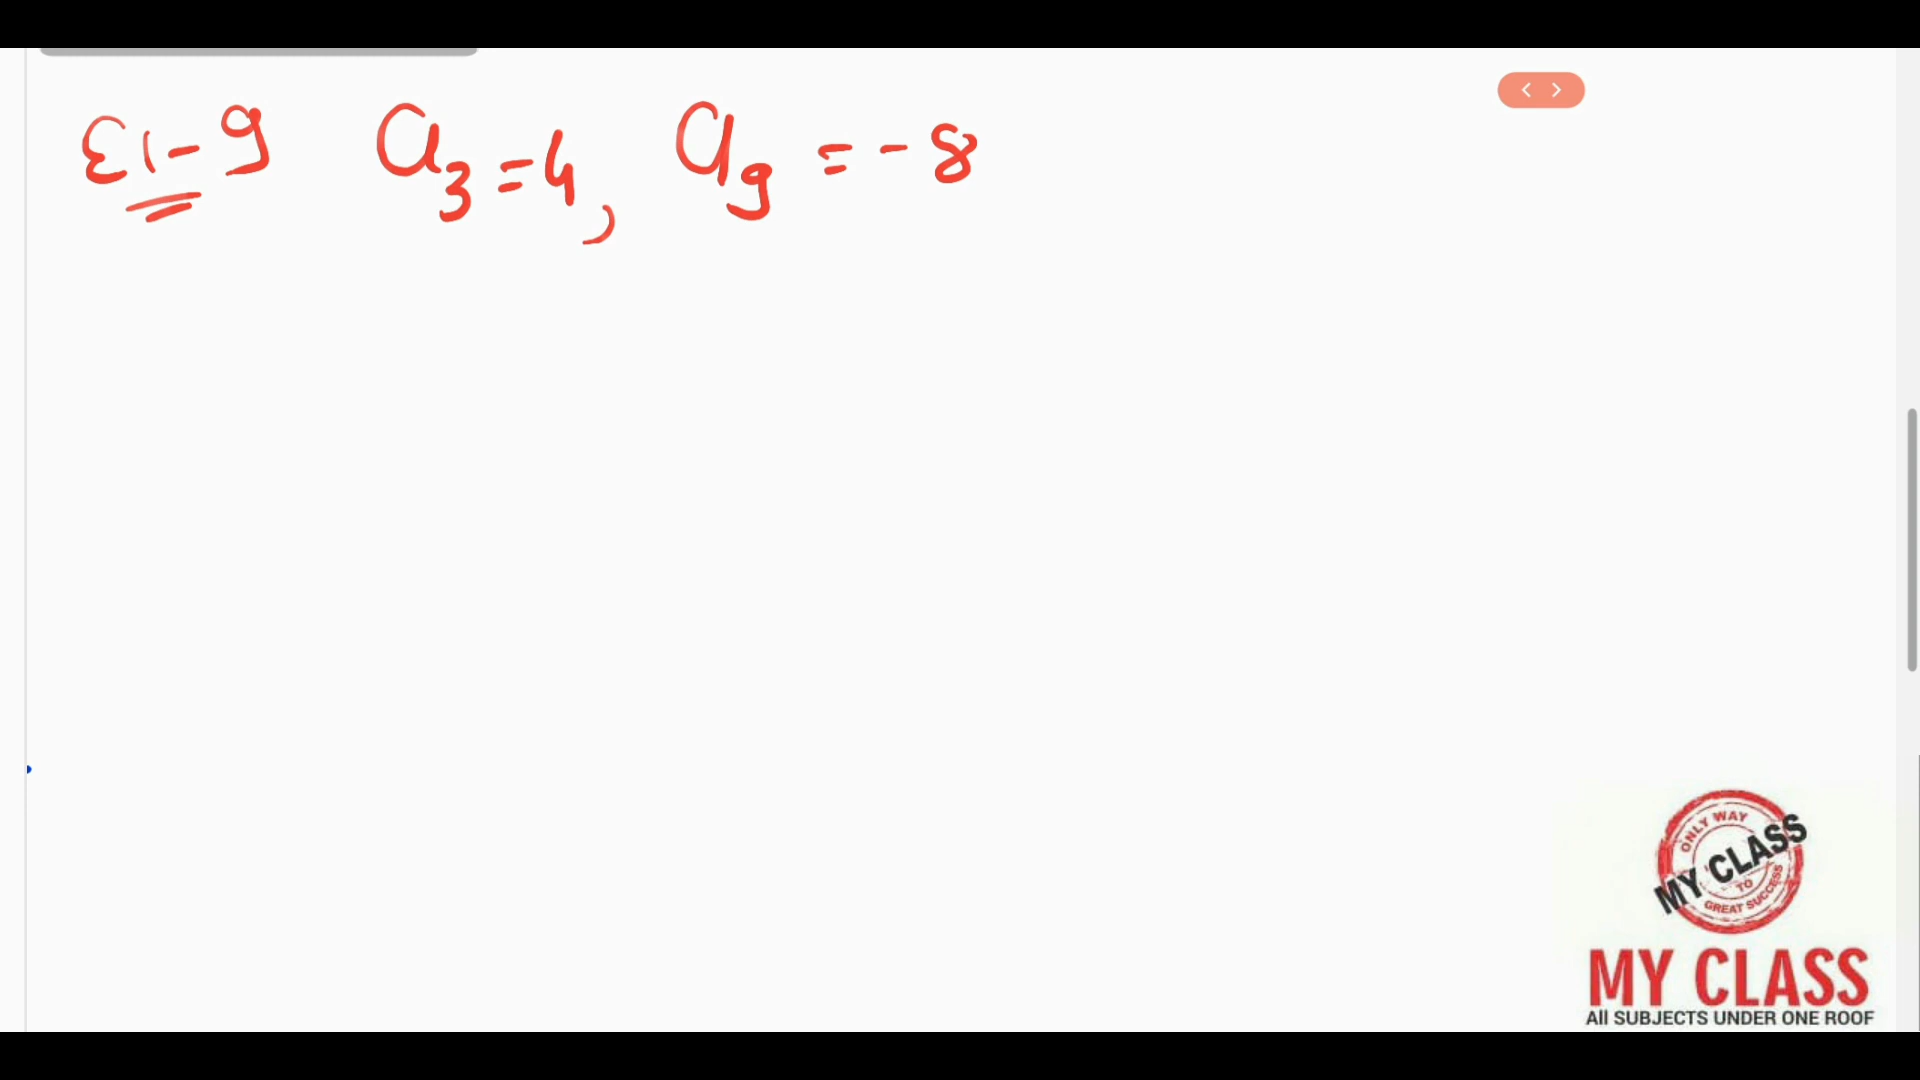 ध्या-9 a₃ = 4, a₉ = - 8
ONLY WAY
MY CLASS
TO
GREAT SUCCESS
MY CLASS
All SUBJECTS UNDER ONE ROOF